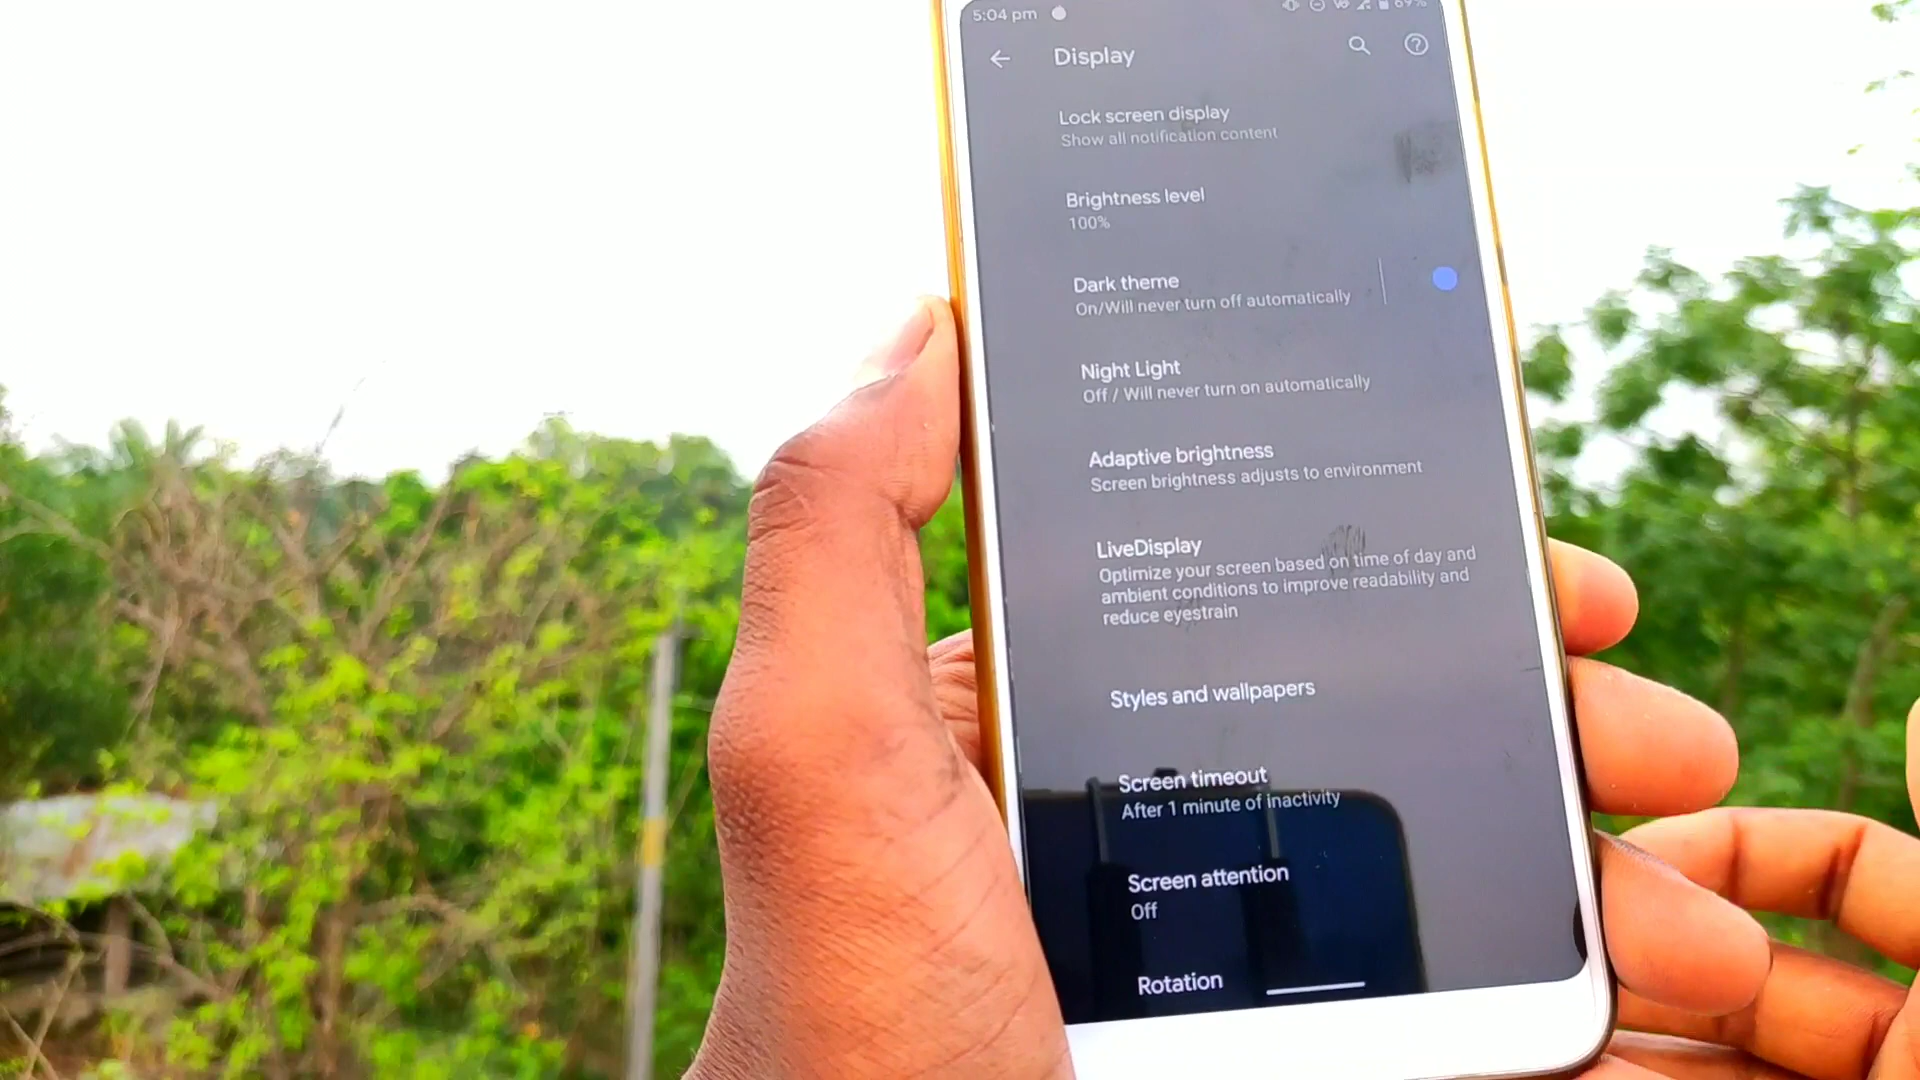 5:04 pm
Display
Lock screen display
Show all notification content
Brightness level
100%
Dark theme
On/Will never turn off automatically
Night Light
Off / Will never turn on automatically
Adaptive brightness
Screen brightness adjusts to environment
LiveDisplay
Optimize your screen based on time of day and
ambient conditions to improve readability and
reduce eyestrain
Styles and wallpapers
Screen timeout
After 1 minute of inactivity
Screen attention
Off
Rotation